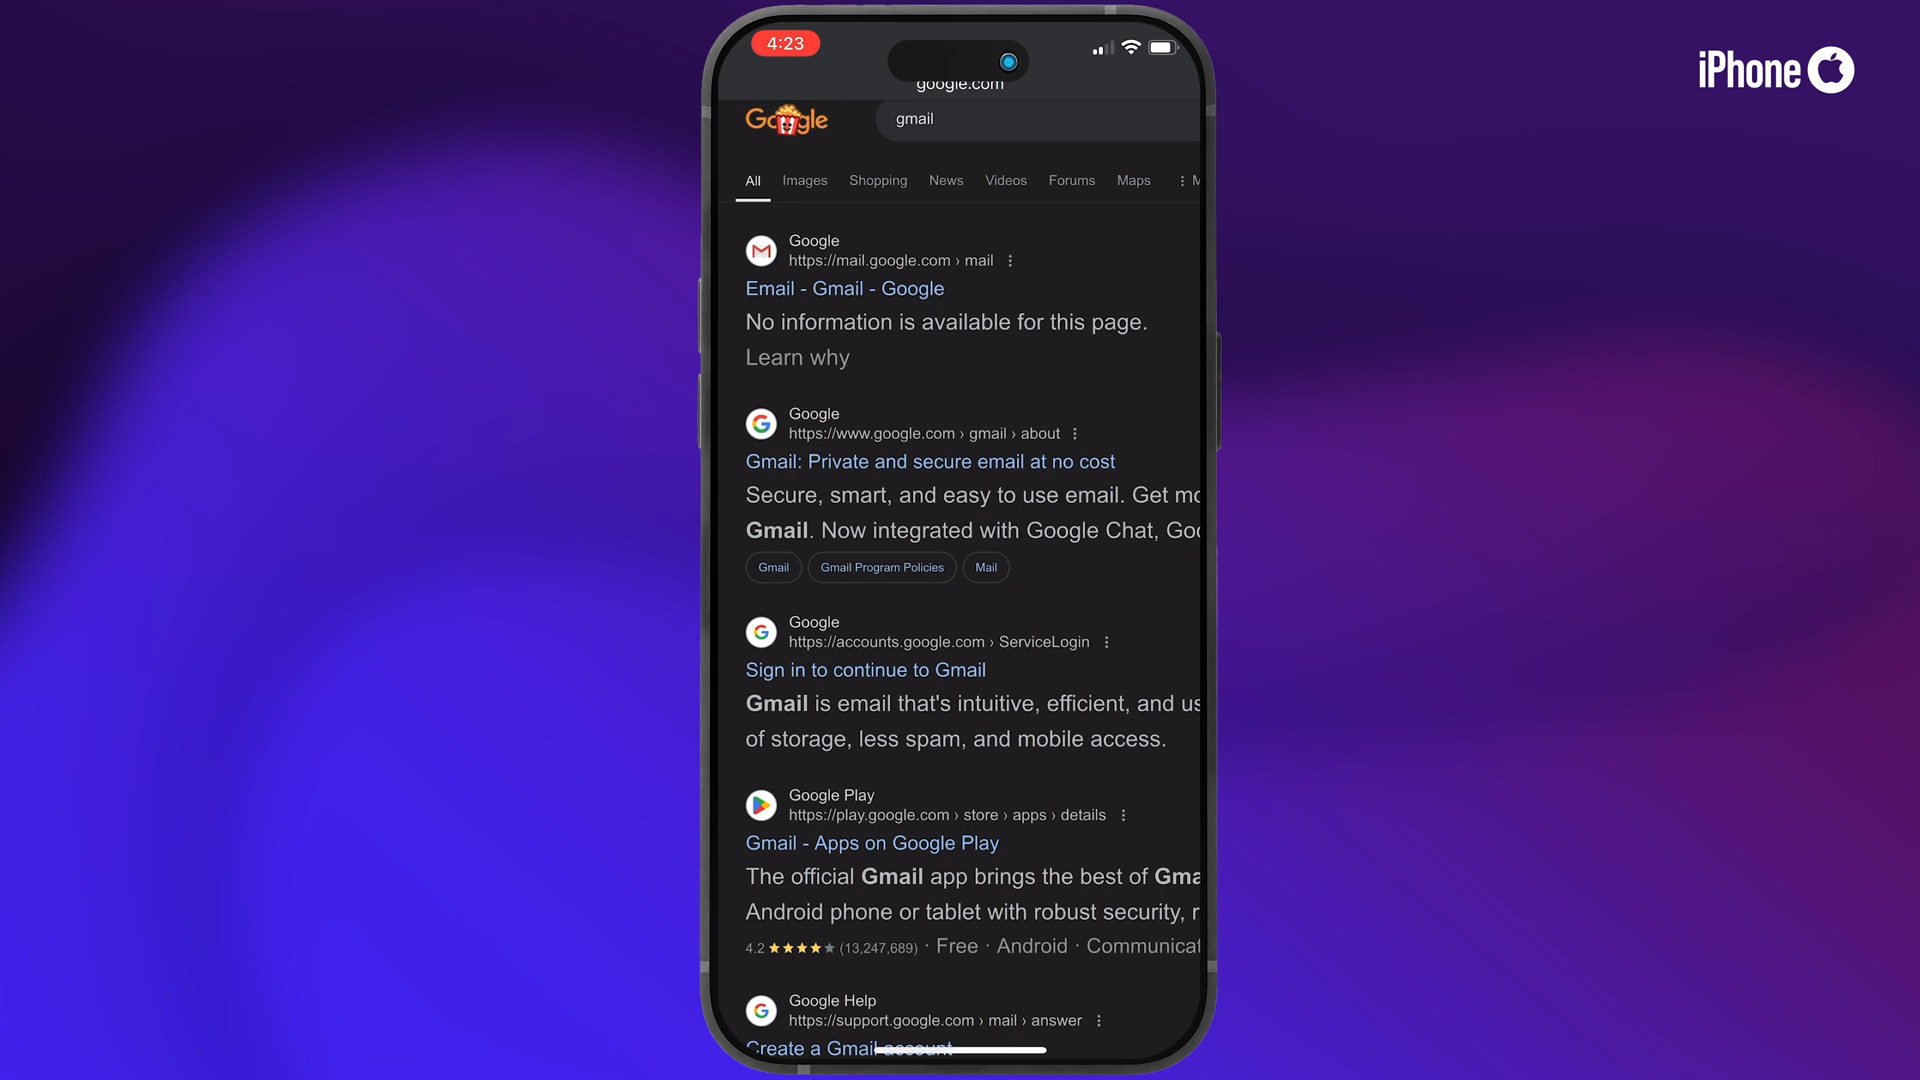 4:23
iPhone
google.com
Google
gmail
All Images Shopping News Videos Forums Maps
Google
https://mail.google.com › mail
Email - Gmail - Google
No information is available for this page.
Learn why
Google
https://www.google.com › gmail › about
Gmail: Private and secure email at no cost
Secure, smart, and easy to use email. Get mo
Gmail. Now integrated with Google Chat, Goo
Gmail Gmail Program Policies Mail
Google
https://accounts.google.com › ServiceLogin
Sign in to continue to Gmail
Gmail is email that's intuitive, efficient, and us
of storage, less spam, and mobile access.
Google Play
https://play.google.com › store › apps › details
Gmail - Apps on Google Play
The official Gmail app brings the best of Gma
Android phone or tablet with robust security, r
4.2 ★★★★★ (13,247,689) · Free · Android · Communicat
Google Help
https://support.google.com › mail › answer
Create a Gmail account